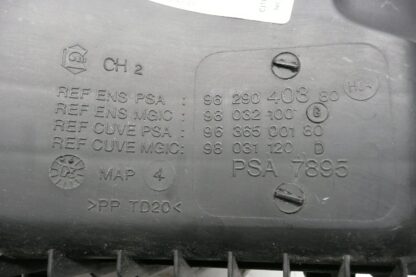 CH 2
REF ENS PSA : 96 290 408 80
REF ENS MGIC : 98 032 100 G
REF CUVE PSA : 96 365 001 80
REF CUVE MGIC : 98 031 120 D
PSA 7895
MAP 4
>PP TD20<